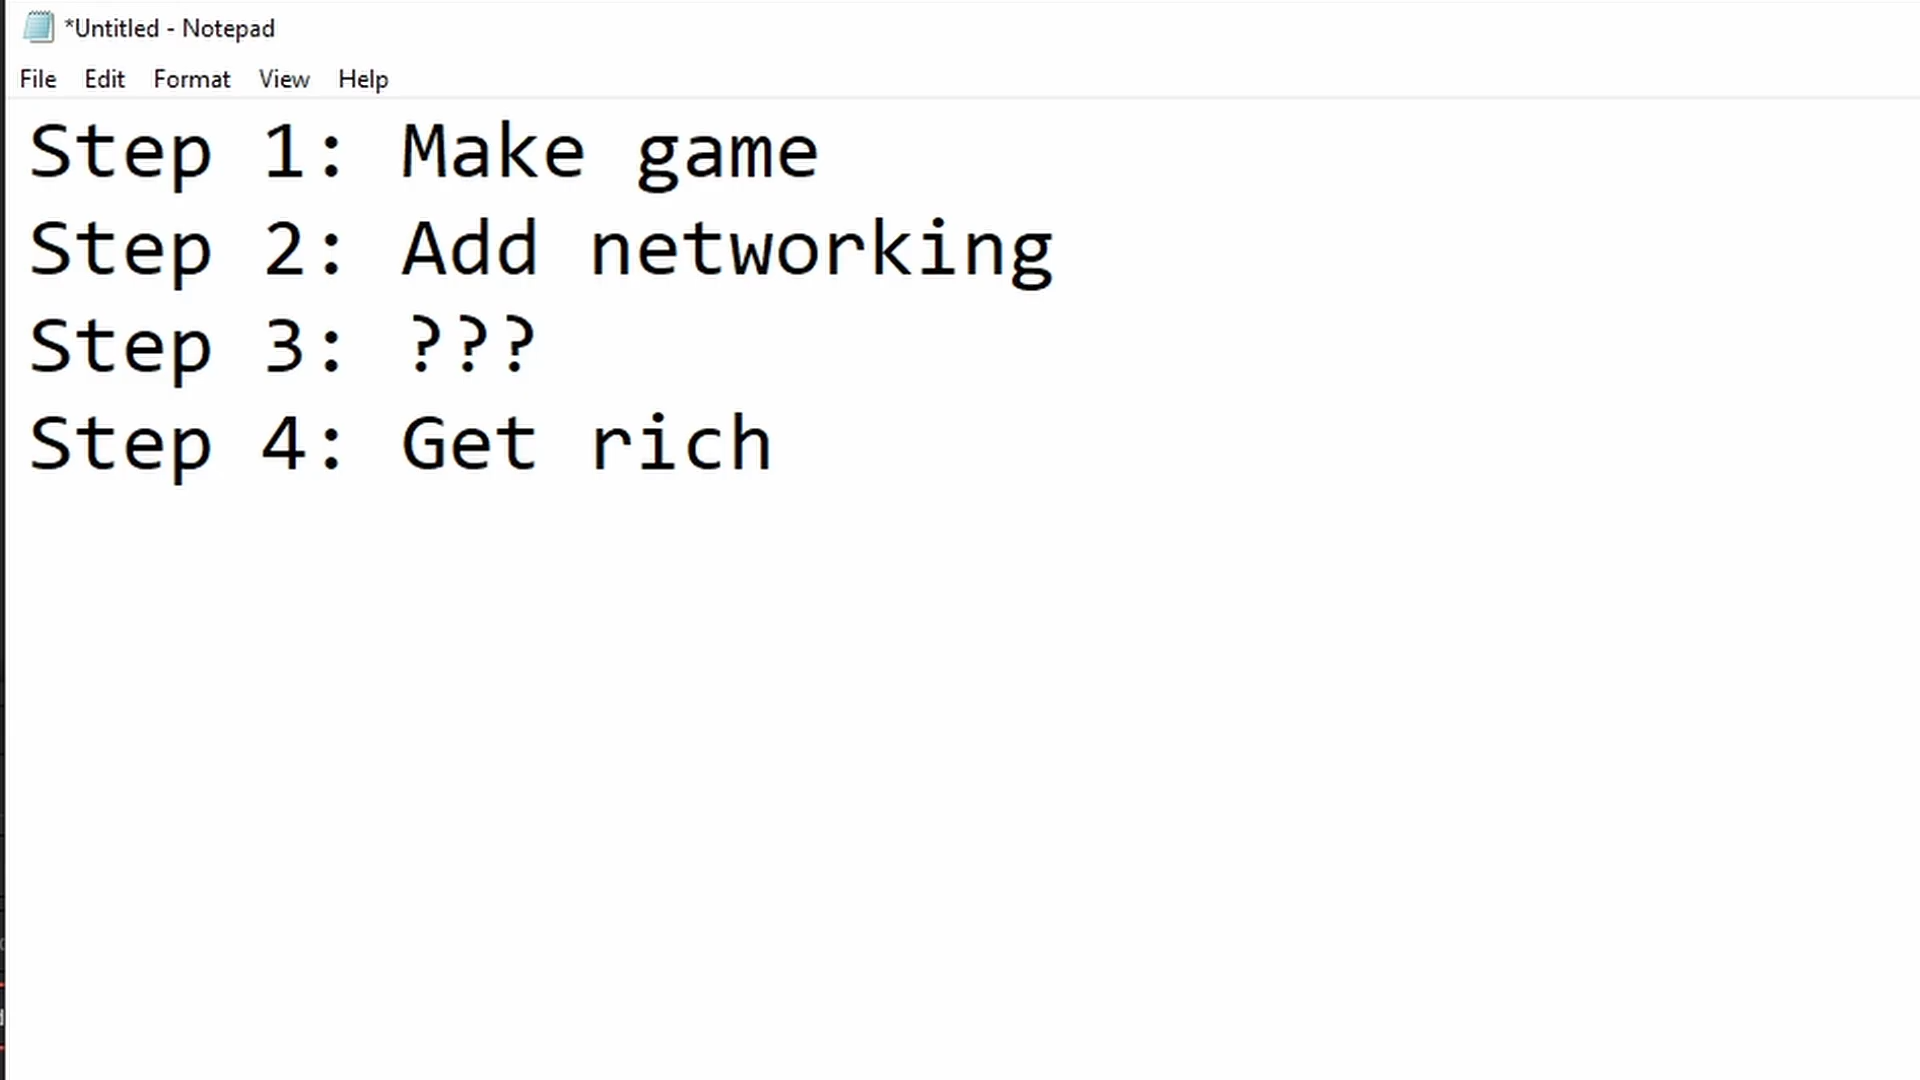 *Untitled - Notepad
File Edit Format View Help
Step 1: Make game
Step 2: Add networking
Step 3: ???
Step 4: Get rich